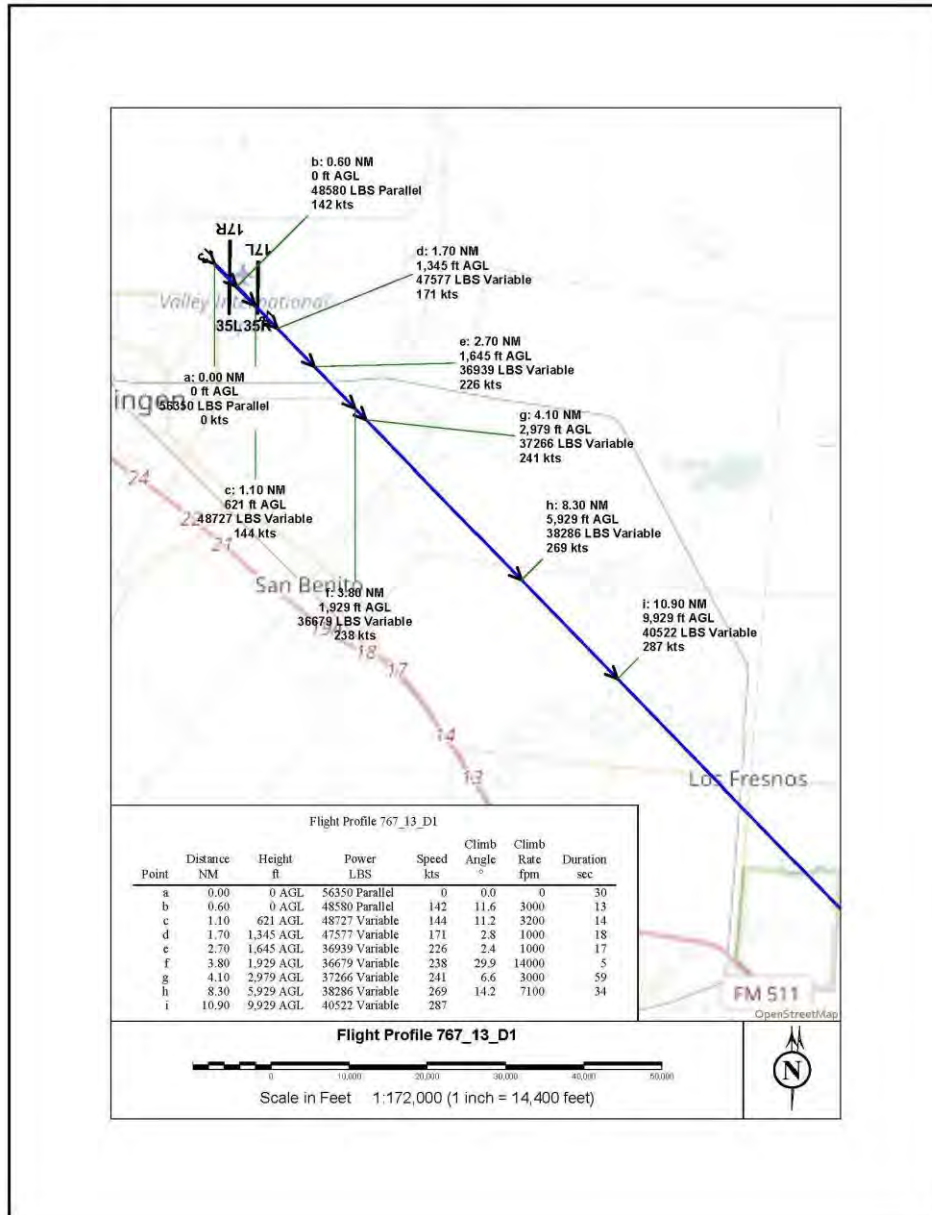 b: 0.60 NM
0 ft AGL
48580 LBS Parallel
142 kts
17R
17L
d: 1.70 NM
1,345 ft AGL
47577 LBS Variable
171 kts
Valley International
35L35R
e: 2.70 NM
1,645 ft AGL
36939 LBS Variable
226 kts
a: 0.00 NM
0 ft AGL
56350 LBS Parallel
0 kts
ingen
g: 4.10 NM
2,979 ft AGL
37266 LBS Variable
241 kts
24
c: 1.10 NM
621 ft AGL
48727 LBS Variable
144 kts
22
21
h: 8.30 NM
5,929 ft AGL
38286 LBS Variable
269 kts
San Benito
f: 3.80 NM
1,929 ft AGL
36679 LBS Variable
238 kts
19A
18
17
i: 10.90 NM
9,929 ft AGL
40522 LBS Variable
287 kts
14
13
Los Fresnos
Flight Profile 767_13_D1
Climb Climb
Distance Height Power Speed Angle Rate Duration
Point NM ft LBS kts ° fpm sec
a 0.00 0 AGL 56350 Parallel 0 0.0 0 30
b 0.60 0 AGL 48580 Parallel 142 11.6 3000 13
c 1.10 621 AGL 48727 Variable 144 11.2 3200 14
d 1.70 1,345 AGL 47577 Variable 171 2.8 1000 18
e 2.70 1,645 AGL 36939 Variable 226 2.4 1000 17
f 3.80 1,929 AGL 36679 Variable 238 29.9 14000 5
g 4.10 2,979 AGL 37266 Variable 241 6.6 3000 59
h 8.30 5,929 AGL 38286 Variable 269 14.2 7100 34
i 10.90 9,929 AGL 40522 Variable 287
FM 511
OpenStreetMap
Flight Profile 767_13_D1
0 10,000 20,000 30,000 40,000 50,000
Scale in Feet 1:172,000 (1 inch = 14,400 feet)
N